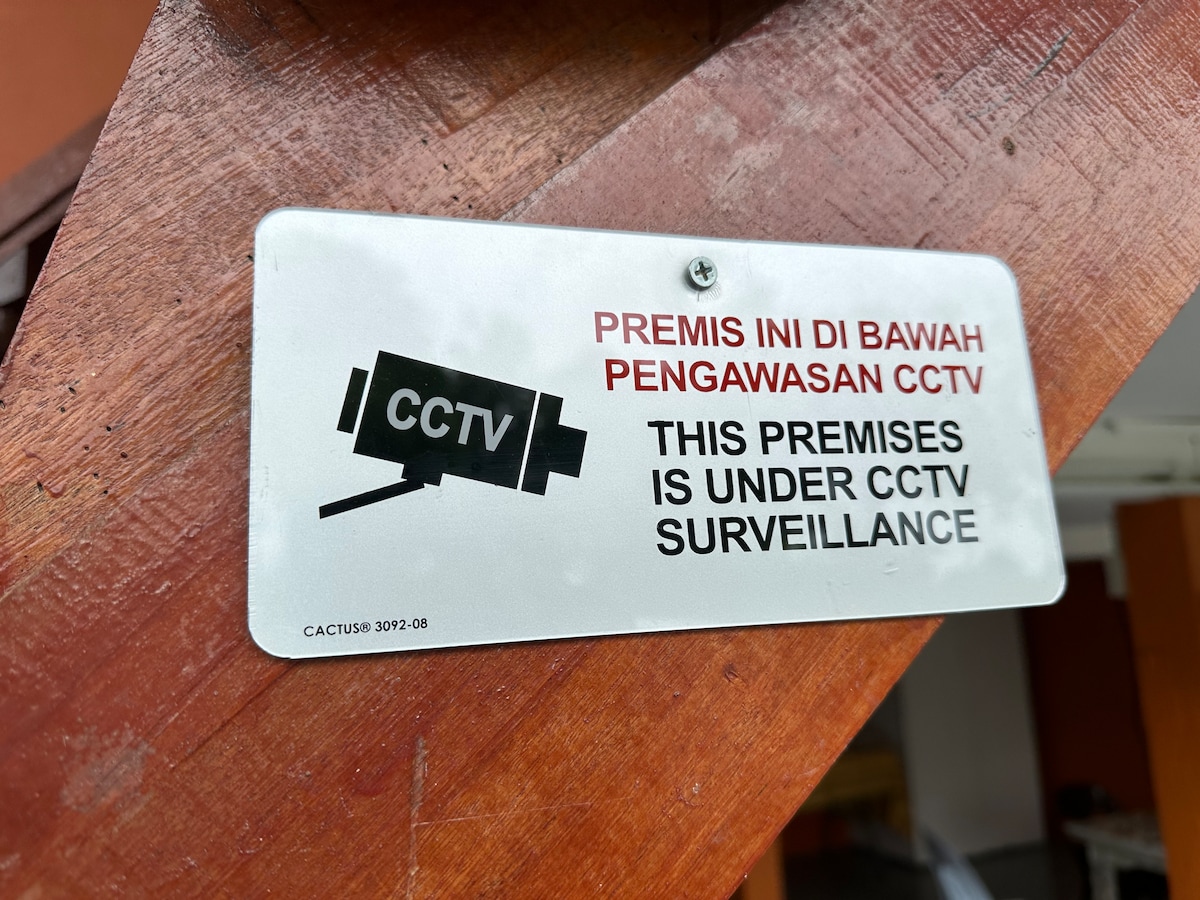 PREMIS INI DI BAWAH
PENGAWASAN CCTV
CCTV
THIS PREMISES
IS UNDER CCTV
SURVEILLANCE
CACTUS® 3092-08